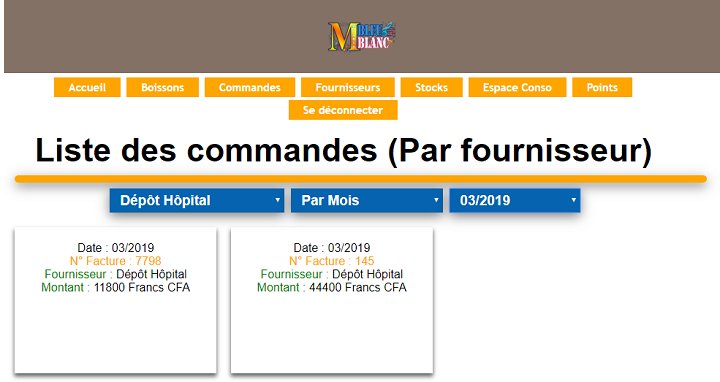 M BLEU
BLANC
Accueil Boissons Commandes Fournisseurs Stocks Espace Conso Points
Se déconnecter
Liste des commandes (Par fournisseur)
Dépôt Hôpital Par Mois 03/2019
Date : 03/2019
N° Facture : 7798
Fournisseur : Dépôt Hôpital
Montant : 11800 Francs CFA
Date : 03/2019
N° Facture : 145
Fournisseur : Dépôt Hôpital
Montant : 44400 Francs CFA